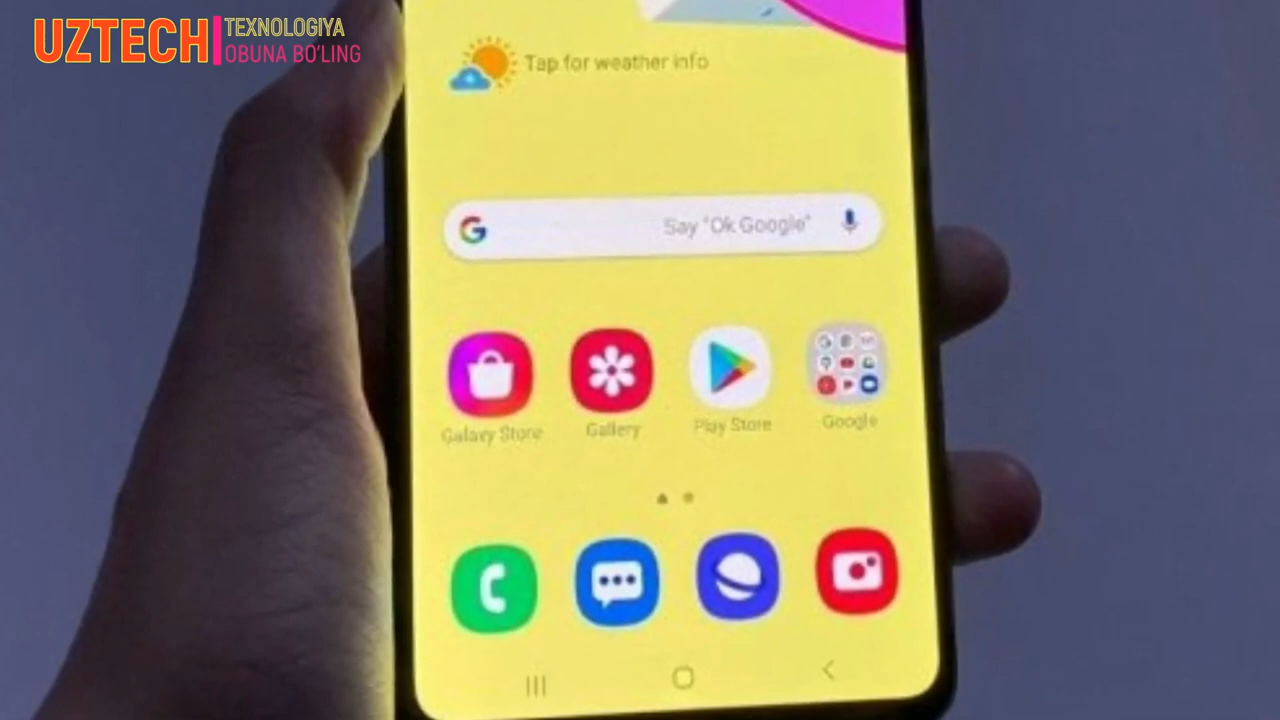 UZTECH
TEXNOLOGIYA
OBUNA BO'LING
Tap for weather info
Say "Ok Google"
Galaxy Store
Gallery
Play Store
Google